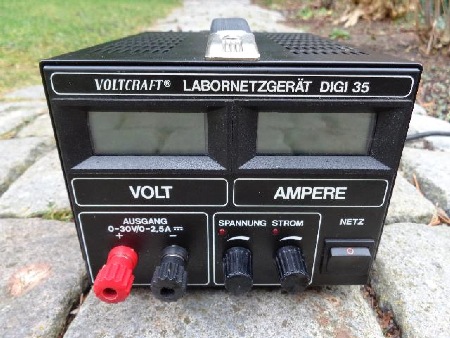 VOLTCRAFT® LABORNETZGERÄT DIGI 35
VOLT
AMPERE
AUSGANG
0-30V/0-2,5A ⎓
+ -
SPANNUNG STROM
NETZ